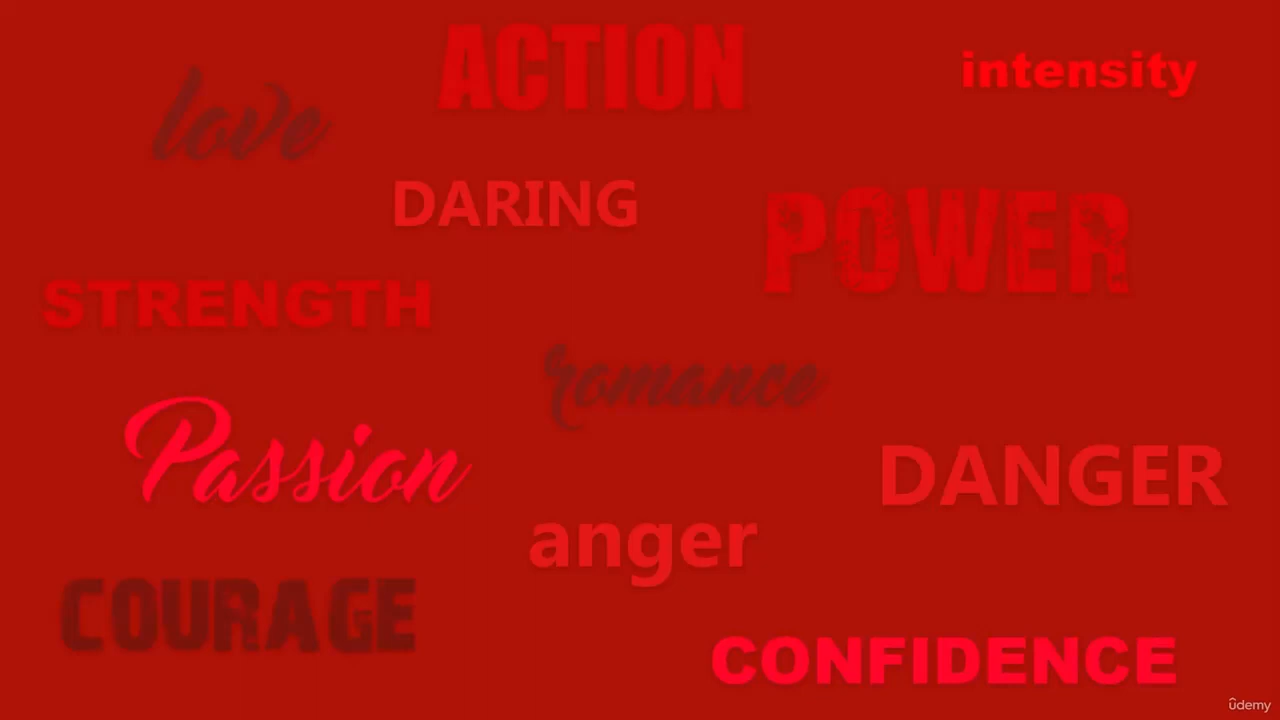 ACTION
intensity
love
DARING
POWER
STRENGTH
romance
Passion
DANGER
anger
COURAGE
CONFIDENCE
ûdemy